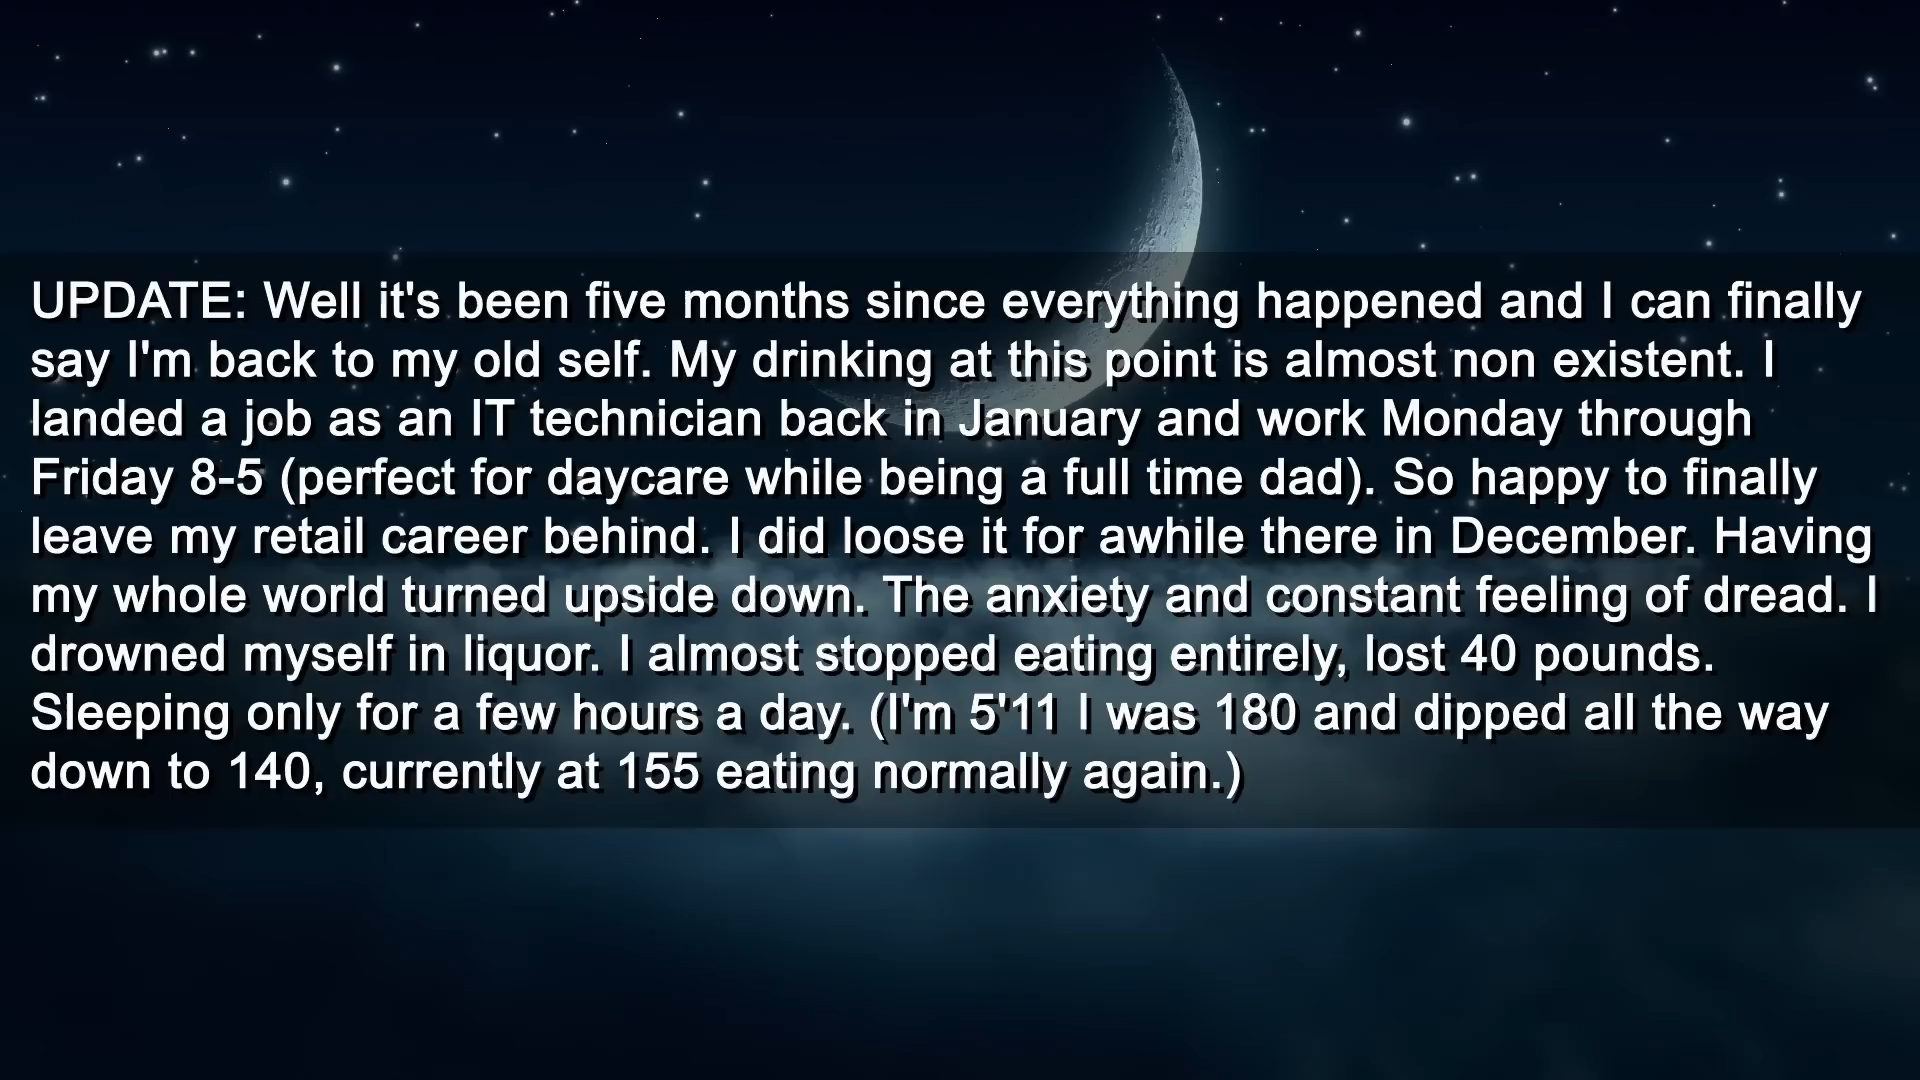 UPDATE: Well it's been five months since everything happened and I can finally
say I'm back to my old self. My drinking at this point is almost non existent. I
landed a job as an IT technician back in January and work Monday through
Friday 8-5 (perfect for daycare while being a full time dad). So happy to finally
leave my retail career behind. I did loose it for awhile there in December. Having
my whole world turned upside down. The anxiety and constant feeling of dread. I
drowned myself in liquor. I almost stopped eating entirely, lost 40 pounds.
Sleeping only for a few hours a day. (I'm 5'11 I was 180 and dipped all the way
down to 140, currently at 155 eating normally again.)